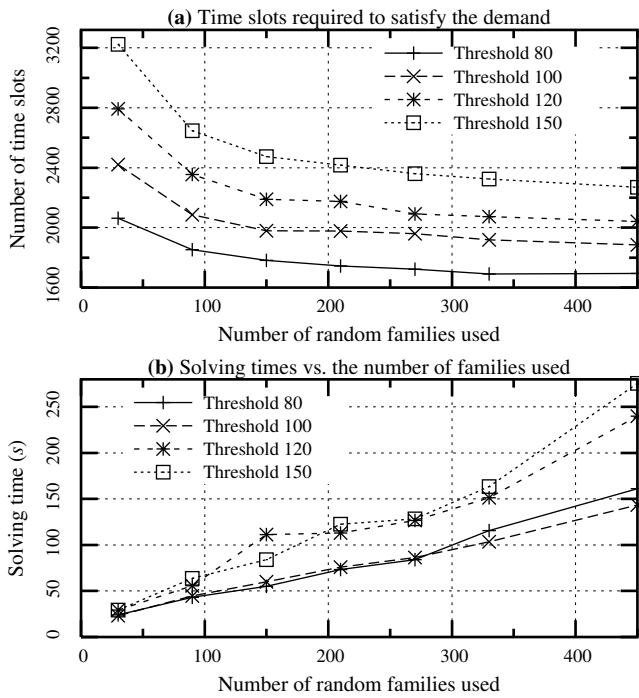 (a) Time slots required to satisfy the demand
Number of time slots
3200
2800
2400
2000
1600
Threshold 80
Threshold 100
Threshold 120
Threshold 150
0 100 200 300 400
Number of random families used
(b) Solving times vs. the number of families used
Solving time (s)
250
200
150
100
50
0
Threshold 80
Threshold 100
Threshold 120
Threshold 150
0 100 200 300 400
Number of random families used